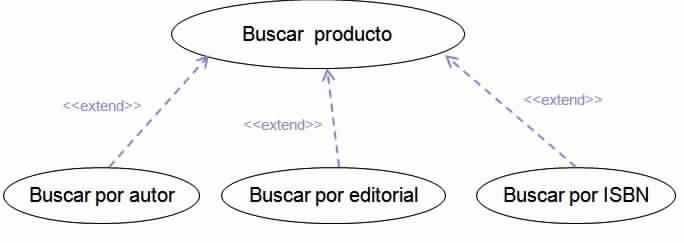 Buscar producto
<<extend>>
<<extend>>
<<extend>>
Buscar por autor
Buscar por editorial
Buscar por ISBN